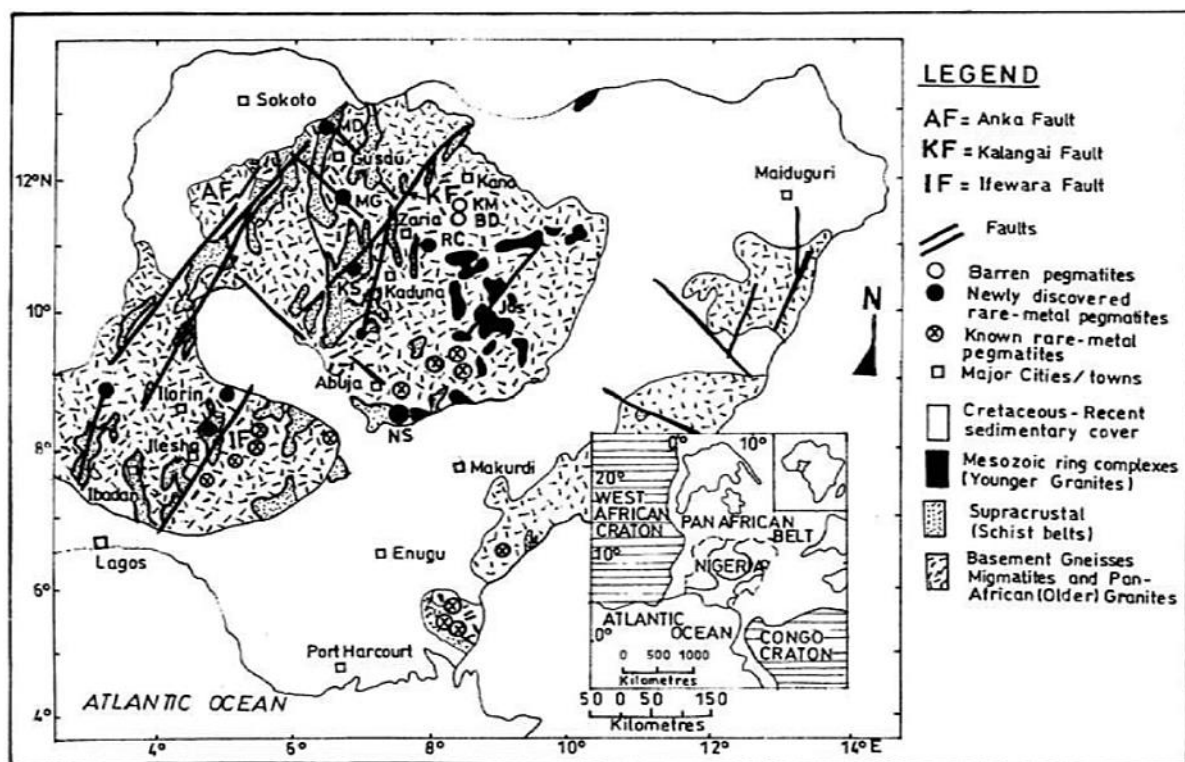 Sokoto
MD
Gusau
12°N
AF
KF
Kano
MG
KM
Zaria
BD
RC
Maiduguri
KS
Kaduna
10°
Jos
N
Abuja
Ilorin
NS
8°
Ilesha
IF
Makurdi
Ibadan
Lagos
Enugu
6°
Port Harcourt
ATLANTIC OCEAN
4°
4° 6° 8° 10° 12° 14°E
0° 10°
20°
WEST
AFRICAN
CRATON
PAN AFRICAN
BELT
10°
NIGERIA
ATLANTIC
OCEAN
0°
CONGO
CRATON
0 500 1000
Kilometres
50 0 50 150
Kilometres
LEGEND
AF = Anka Fault
KF = Kalangai Fault
IF = Ifewara Fault
Faults
Barren pegmatites
Newly discovered
rare-metal pegmatites
Known rare-metal
pegmatites
Major Cities/towns
Cretaceous-Recent
sedimentary cover
Mesozoic ring complexes
(Younger Granites)
Supracrustal
(Schist belts)
Basement Gneisses
Migmatites and Pan-
African (Older) Granites